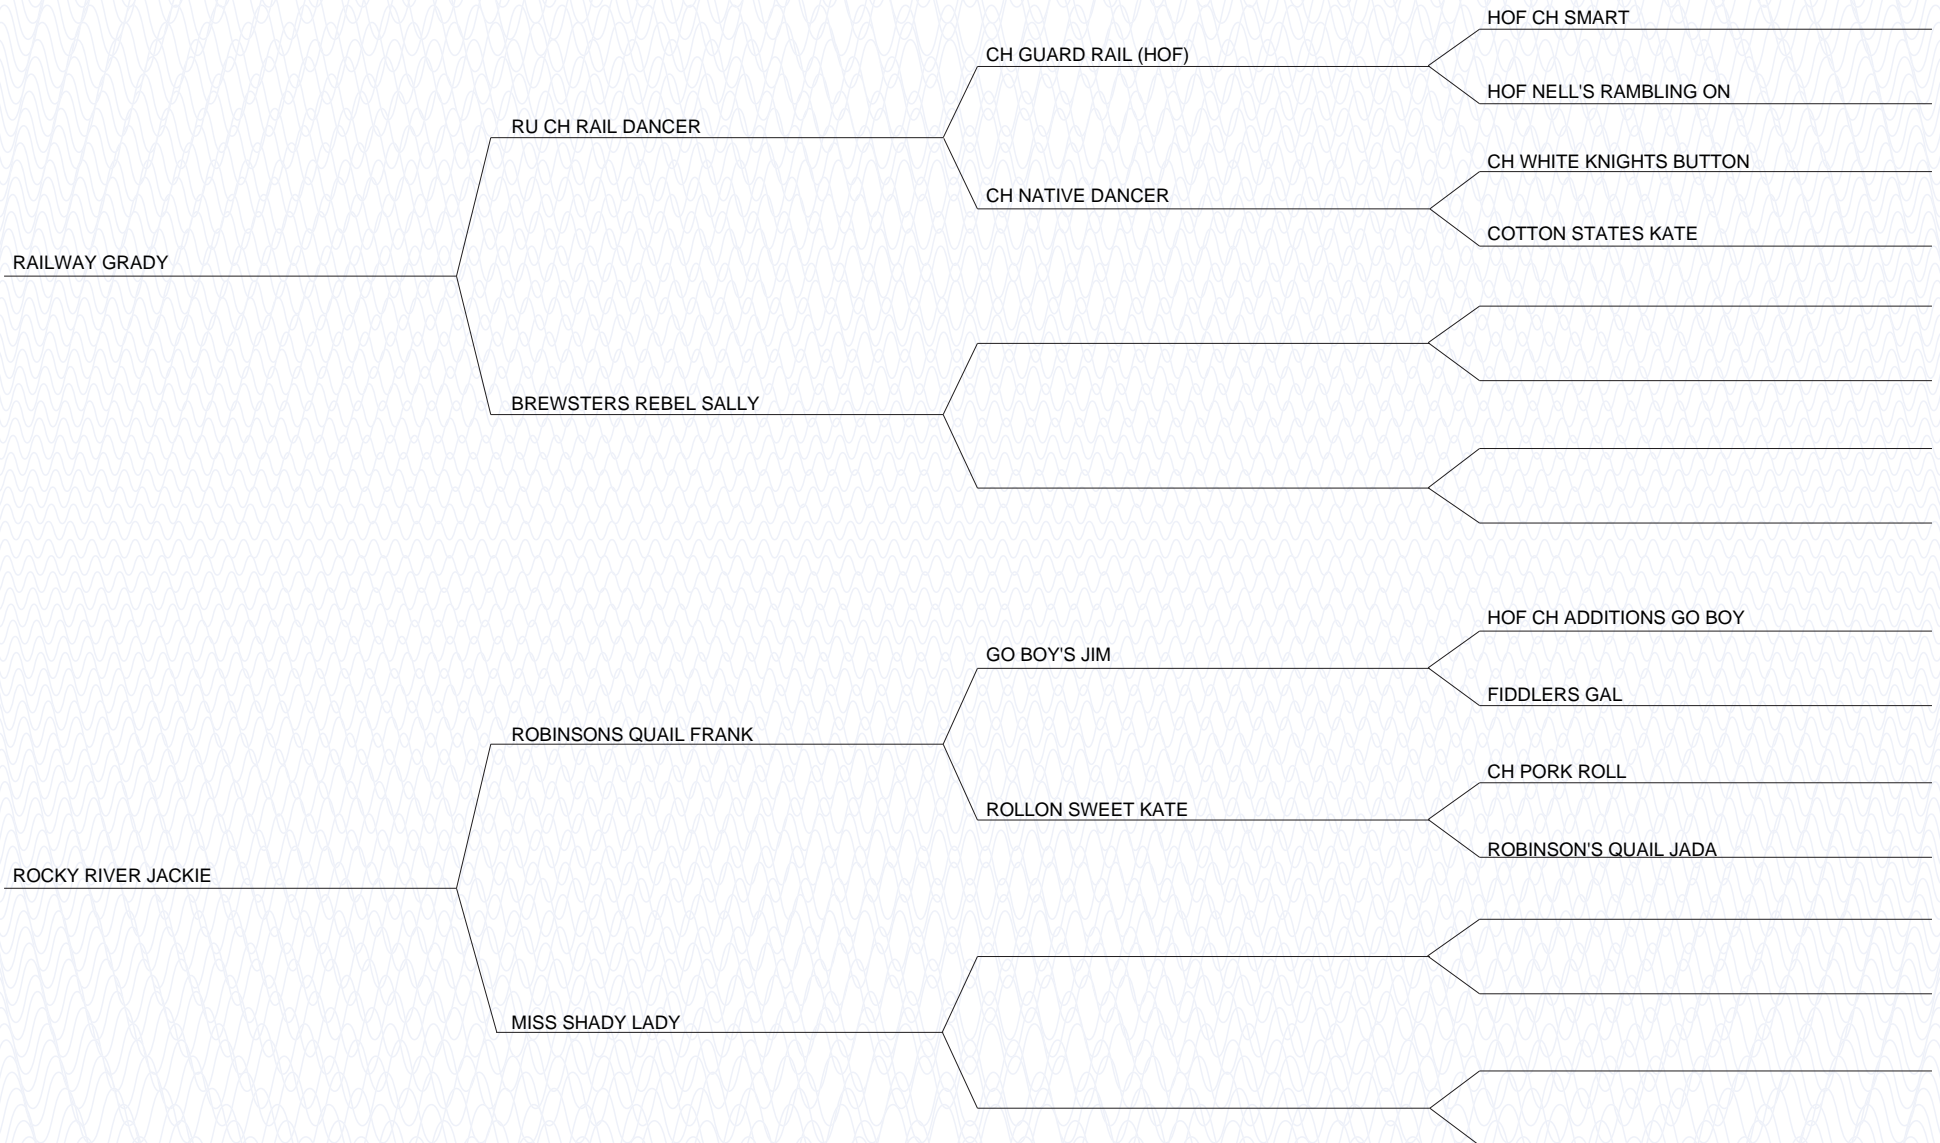 HOF CH SMART
CH GUARD RAIL (HOF)
HOF NELL'S RAMBLING ON
RU CH RAIL DANCER
CH WHITE KNIGHTS BUTTON
CH NATIVE DANCER
COTTON STATES KATE
RAILWAY GRADY
BREWSTERS REBEL SALLY
HOF CH ADDITIONS GO BOY
GO BOY'S JIM
FIDDLERS GAL
ROBINSONS QUAIL FRANK
CH PORK ROLL
ROLLON SWEET KATE
ROBINSON'S QUAIL JADA
ROCKY RIVER JACKIE
MISS SHADY LADY